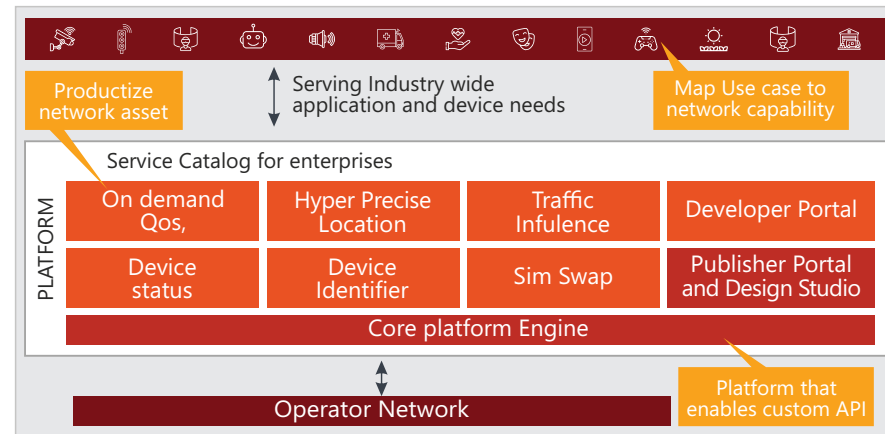 Productize
network asset
Serving Industry wide
application and device needs
Map Use case to
network capability
Service Catalog for enterprises
PLATFORM
On demand
Qos,
Hyper Precise
Location
Traffic
Infulence
Developer Portal
Device
status
Device
Identifier
Sim Swap
Publisher Portal
and Design Studio
Core platform Engine
Platform that
enables custom API
Operator Network